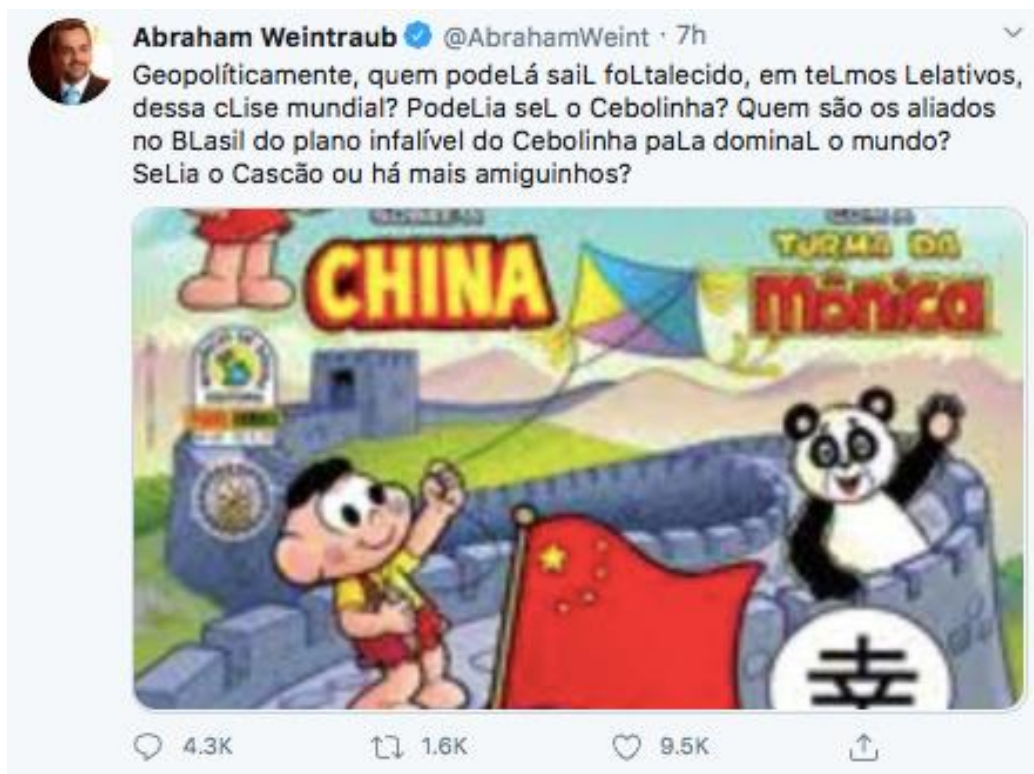 Abraham Weintraub @AbrahamWeint · 7h
Geopolíticamente, quem podeLá saiL foLtalecido, em teLmos Lelativos,
dessa cLise mundial? PodeLia seL o Cebolinha? Quem são os aliados
no BLasil do plano infalível do Cebolinha paLa dominaL o mundo?
SeLia o Cascão ou há mais amiguinhos?
CHINA
TURMA DA
Mônica
幸
4.3K 1.6K 9.5K